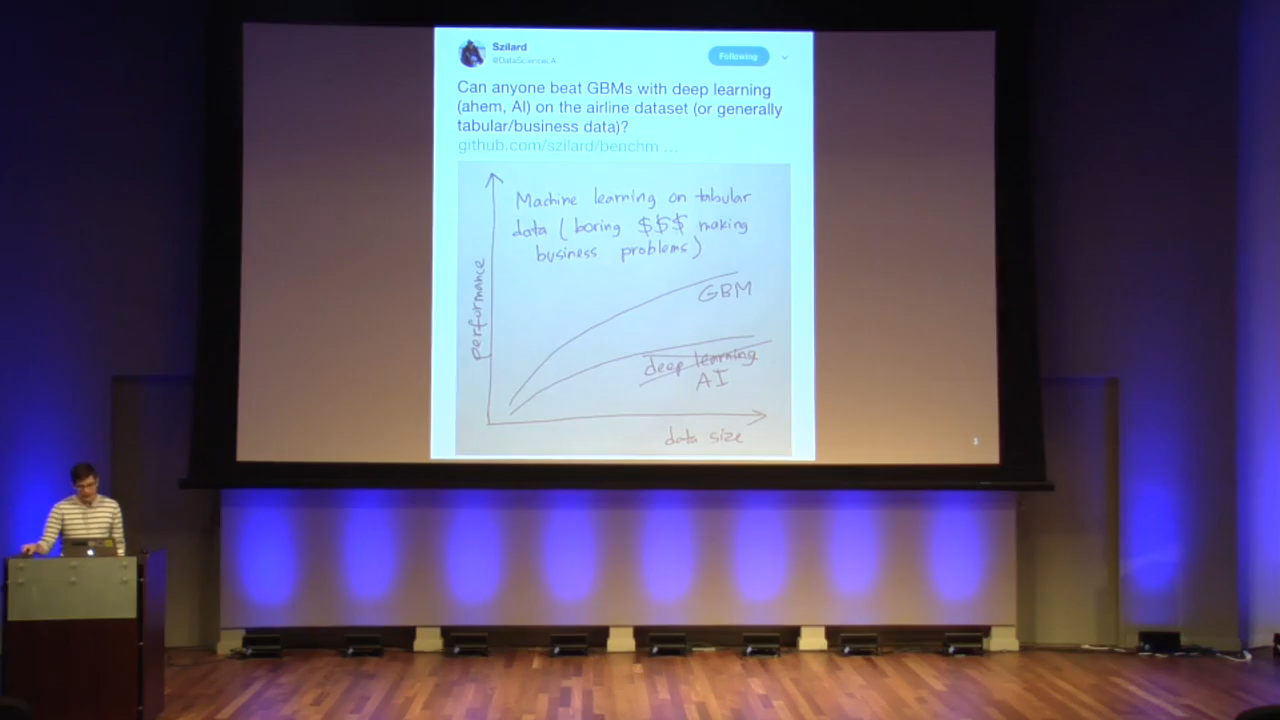 Szilard
@DataScienceLA
Following
Can anyone beat GBMs with deep learning
(ahem, AI) on the airline dataset (or generally
tabular/business data)?
github.com/szilard/benchm ...
Machine learning on tabular
data (boring $$$ making
business problems)
performance
GBM
deep learning
AI
data size
3